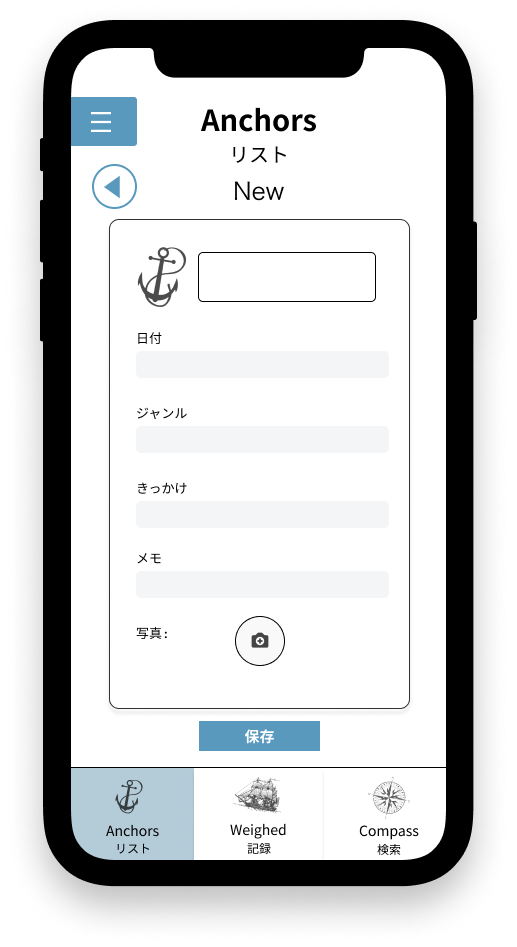 Anchors
リスト
New
日付
ジャンル
きっかけ
メモ
写真:
保存
Anchors
リスト
Weighed
記録
Compass
検索